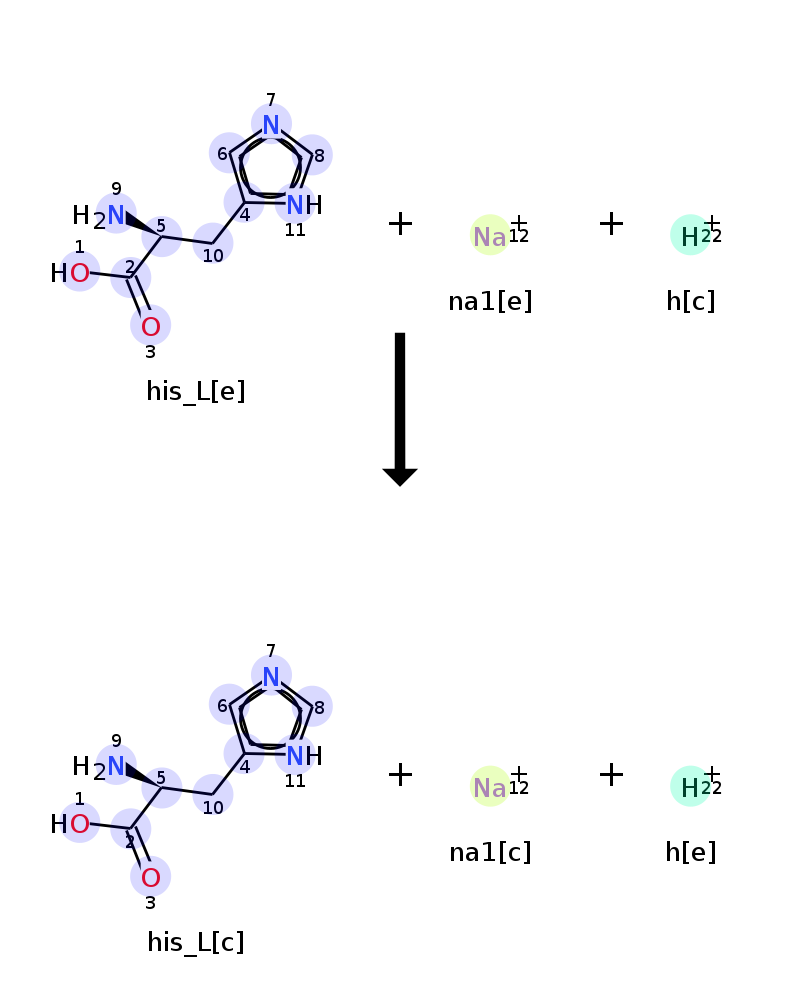 7
N
6
8
9
4
NH
H2N
5
11
1
10
HO
2
O
3
+
Na+
12
+
H+
22
na1[e]
h[c]
his_L[e]
7
N
6
8
9
4
NH
H2N
5
11
1
10
HO
2
O
3
+
Na+
12
+
H+
22
na1[c]
h[e]
his_L[c]